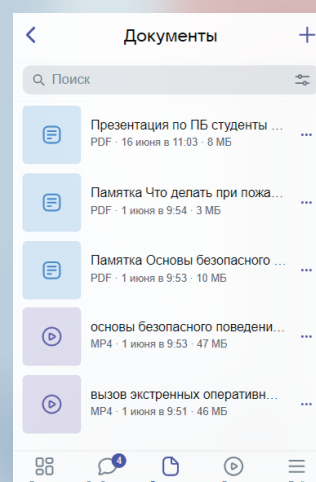 Документы
Поиск
Презентация по ПБ студенты ...
PDF · 16 июня в 11:03 · 8 МБ
Памятка Что делать при пожа...
PDF · 1 июня в 9:54 · 3 МБ
Памятка Основы безопасного ...
PDF · 1 июня в 9:53 · 10 МБ
основы безопасного поведени...
MP4 · 1 июня в 9:53 · 47 МБ
вызов экстренных оперативн...
MP4 · 1 июня в 9:51 · 46 МБ
4